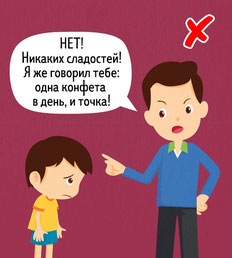 НЕТ!
Никаких сладостей!
Я же говорил тебе:
одна конфета
в день, и точка!